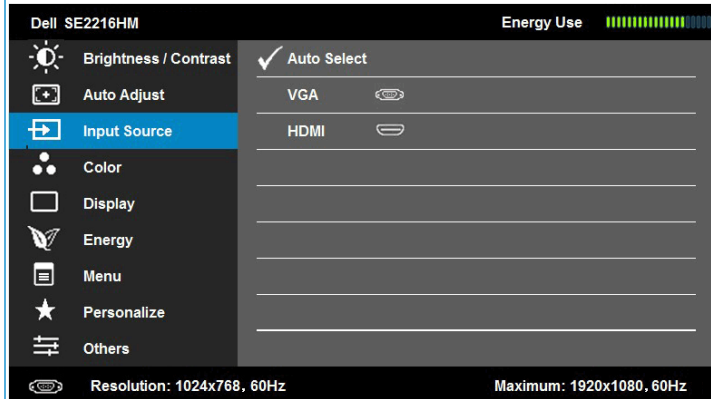 Dell SE2216HM Energy Use
Brightness / Contrast Auto Select
Auto Adjust VGA
Input Source HDMI
Color
Display
Energy
Menu
Personalize
Others
Resolution: 1024x768, 60Hz Maximum: 1920x1080, 60Hz